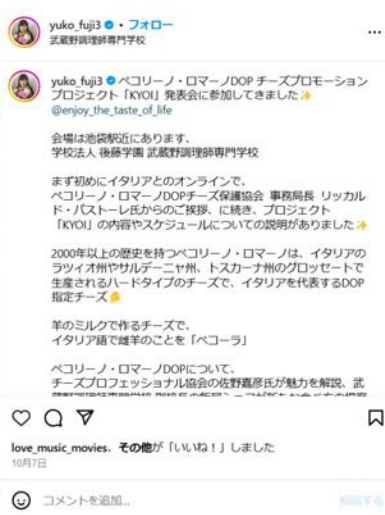 yuko_fuji3 • フォロー
武蔵野調理師専門学校
yuko_fuji3 ペコリーノ・ロマーノDOP チーズプロモーション
プロジェクト「KYOI」発表会に参加してきました✨
@enjoy_the_taste_of_life
会場は池袋駅近にあります、
学校法人 後藤学園 武蔵野調理師専門学校
まず初めにイタリアとのオンラインで、
ペコリーノ・ロマーノDOPチーズ保護協会 事務局長 リッカル
ド・パストーレ氏からのご挨拶、に続き、プロジェクト
「KYOI」の内容やスケジュールについての説明がありました✨
2000年以上の歴史を持つペコリーノ・ロマーノは、イタリアの
ラツィオ州やサルデーニャ州、トスカーナ州のグロッセートで
生産されるハードタイプのチーズで、イタリアを代表するDOP
指定チーズ🧀
羊のミルクで作るチーズで、
イタリア語で雌羊のことを「ペコーラ」
ペコリーノ・ロマーノDOPについて、
チーズプロフェッショナル協会の佐野嘉彦氏が魅力を解説、武
love_music_movies、その他が「いいね！」しました
10月7日
コメントを追加...
投稿する